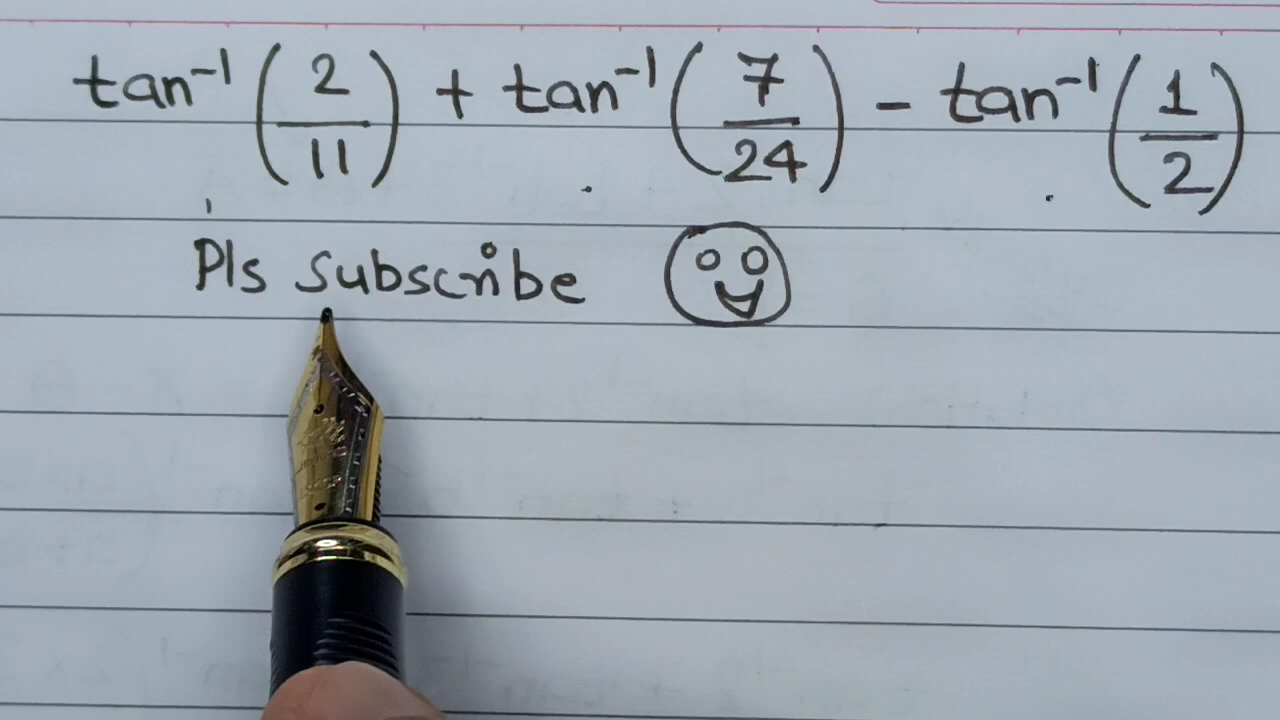 tan⁻¹(2/11) + tan⁻¹(7/24) - tan⁻¹(1/2)
Pls subscribe